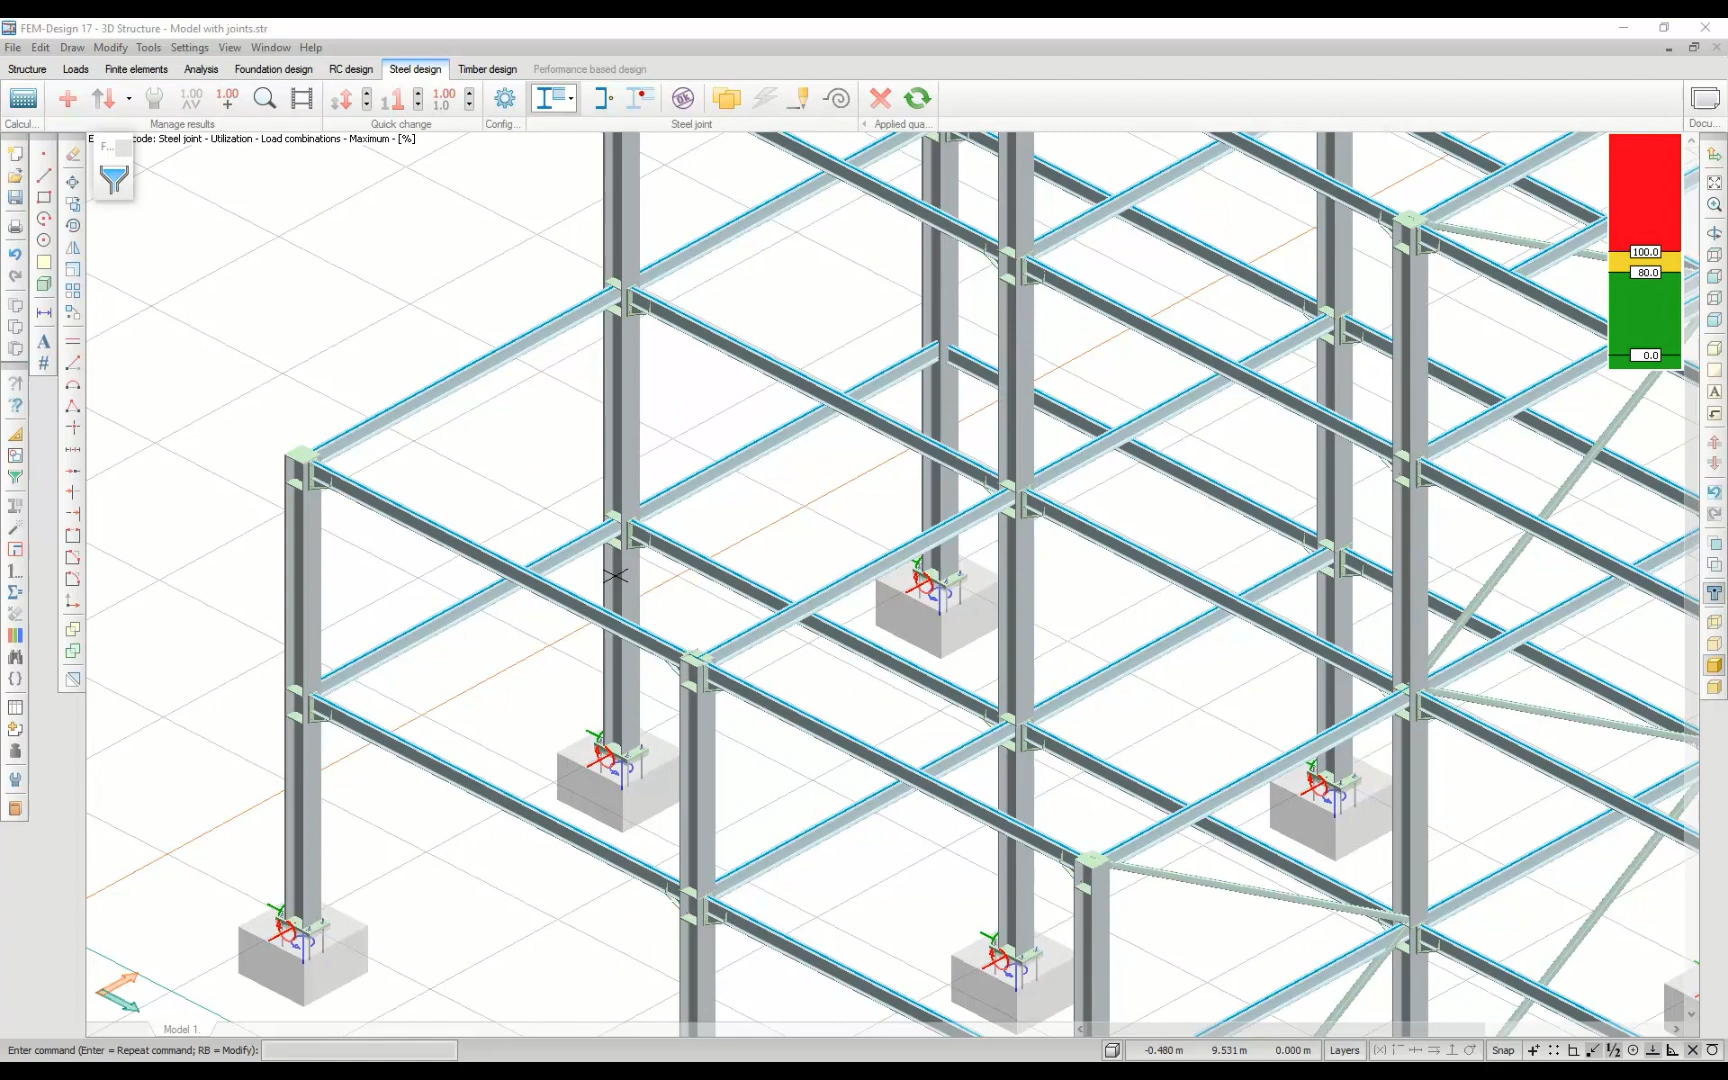 FEM-Design 17 - 3D Structure - Model with joints.str
File Edit Draw Modify Tools Settings View Window Help
Structure Loads Finite elements Analysis Foundation design RC design Steel design Timber design Performance based design
1.00 1.00 1.00
1.0
Calcul... Manage results Quick change Config... Steel joint Applied qua... Docu...
E code: Steel joint - Utilization - Load combinations - Maximum - [%]
F...
100.0
80.0
0.0
A
#
A
1...
Model 1.
Enter command (Enter = Repeat command; RB = Modify):
-0.480 m 9.531 m 0.000 m Layers Snap 1/2